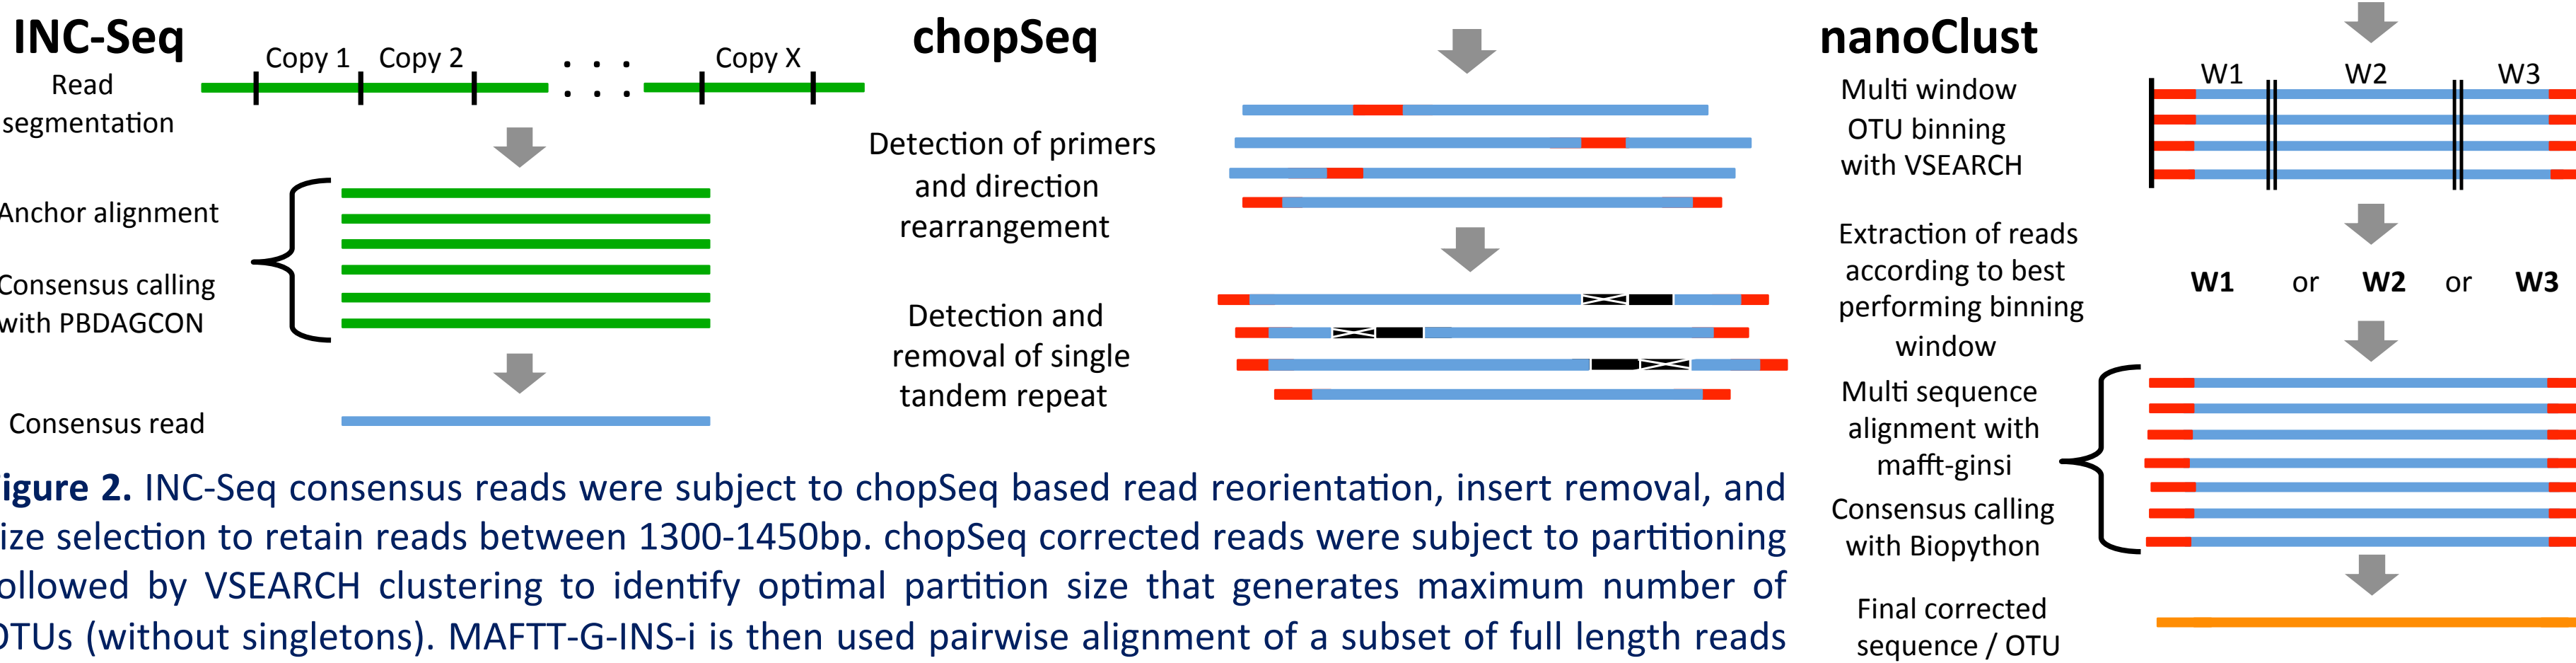 INC-Seq
Copy 1 Copy 2 . . . Copy X
Read
segmentation
Anchor alignment
Consensus calling
with PBDAGCON
Consensus read
chopSeq
Detection of primers
and direction
rearrangement
Detection and
removal of single
tandem repeat
nanoClust
W1 W2 W3
Multi window
OTU binning
with VSEARCH
Extraction of reads
according to best
performing binning
window
W1 or W2 or W3
Multi sequence
alignment with
mafft-ginsi
Consensus calling
with Biopython
Final corrected
sequence / OTU
igure 2. INC-Seq consensus reads were subject to chopSeq based read reorientation, insert removal, and
ize selection to retain reads between 1300-1450bp. chopSeq corrected reads were subject to partitioning
ollowed by VSEARCH clustering to identify optimal partition size that generates maximum number of
OTUs (without singletons). MAFTT-G-INS-i is then used pairwise alignment of a subset of full length reads